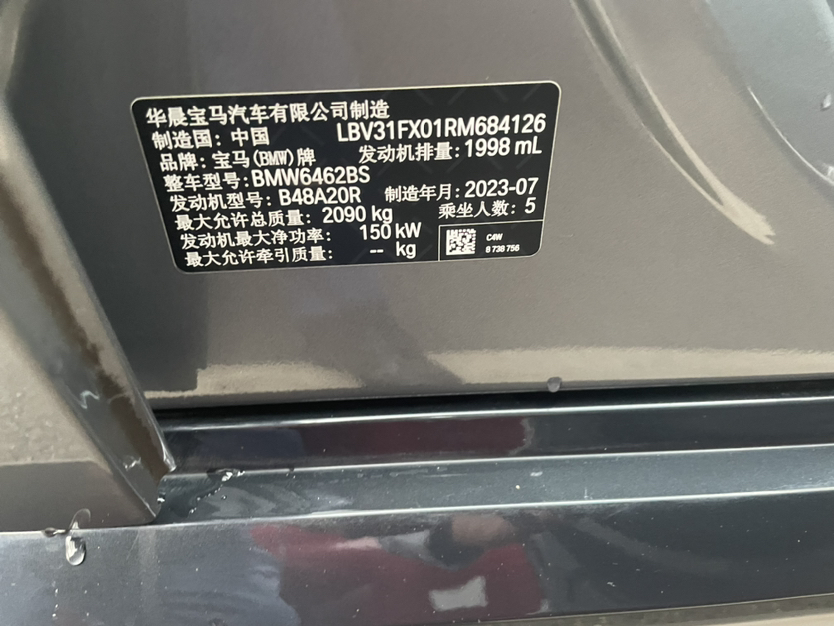 华晨宝马汽车有限公司制造
制造国: 中国 LBV31FX01RM684126
品牌: 宝马(BMW)牌 发动机排量: 1998 mL
整车型号: BMW6462BS
发动机型号: B48A20R 制造年月: 2023-07
最大允许总质量: 2090 kg 乘坐人数: 5
发动机最大净功率: 150 kW
最大允许牵引质量: -- kg
C4W
8 738 756